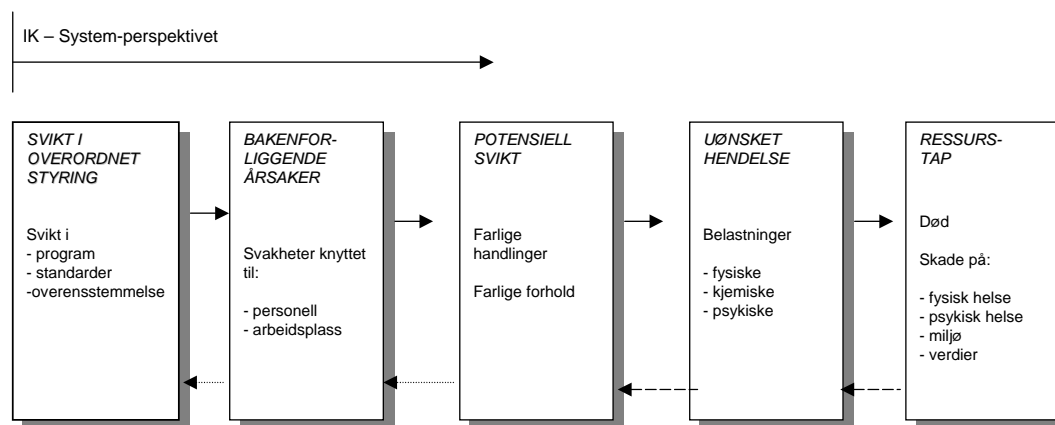 IK – System-perspektivet
SVIKT I
OVERORDNET
STYRING
Svikt i
- program
- standarder
-overensstemmelse
BAKENFOR-
LIGGENDE
ÅRSAKER
Svakheter knyttet
til:
- personell
- arbeidsplass
POTENSIELL
SVIKT
Farlige
handlinger
Farlige forhold
UØNSKET
HENDELSE
Belastninger
- fysiske
- kjemiske
- psykiske
RESSURS-
TAP
Død
Skade på:
- fysisk helse
- psykisk helse
- miljø
- verdier